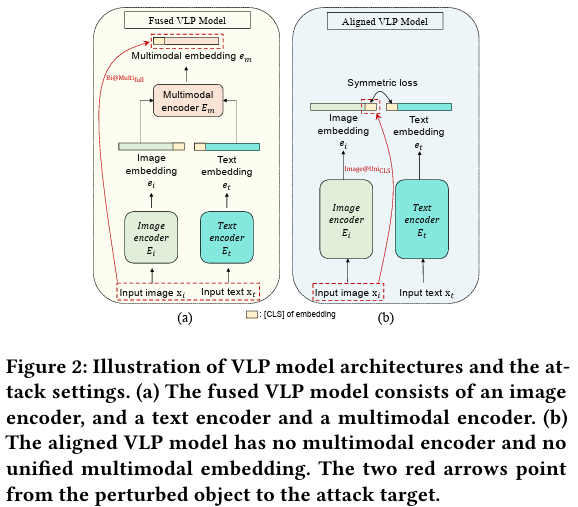 Fused VLP Model
Multimodal embedding e_m
Bi@Multi_full
Multimodal
encoder E_m
Image
embedding
e_i
Text
embedding
e_t
Image
encoder
E_i
Text
encoder
E_t
Input image x_i
Input text x_t
(a)
Aligned VLP Model
Symmetric loss
Image
embedding
e_i
Text
embedding
e_t
Image@Uni_CLS
Image
encoder
E_i
Text
encoder
E_t
Input image x_i
Input text x_t
(b)
: [CLS] of embedding
Figure 2: Illustration of VLP model architectures and the at-
tack settings. (a) The fused VLP model consists of an image
encoder, and a text encoder and a multimodal encoder. (b)
The aligned VLP model has no multimodal encoder and no
unified multimodal embedding. The two red arrows point
from the perturbed object to the attack target.